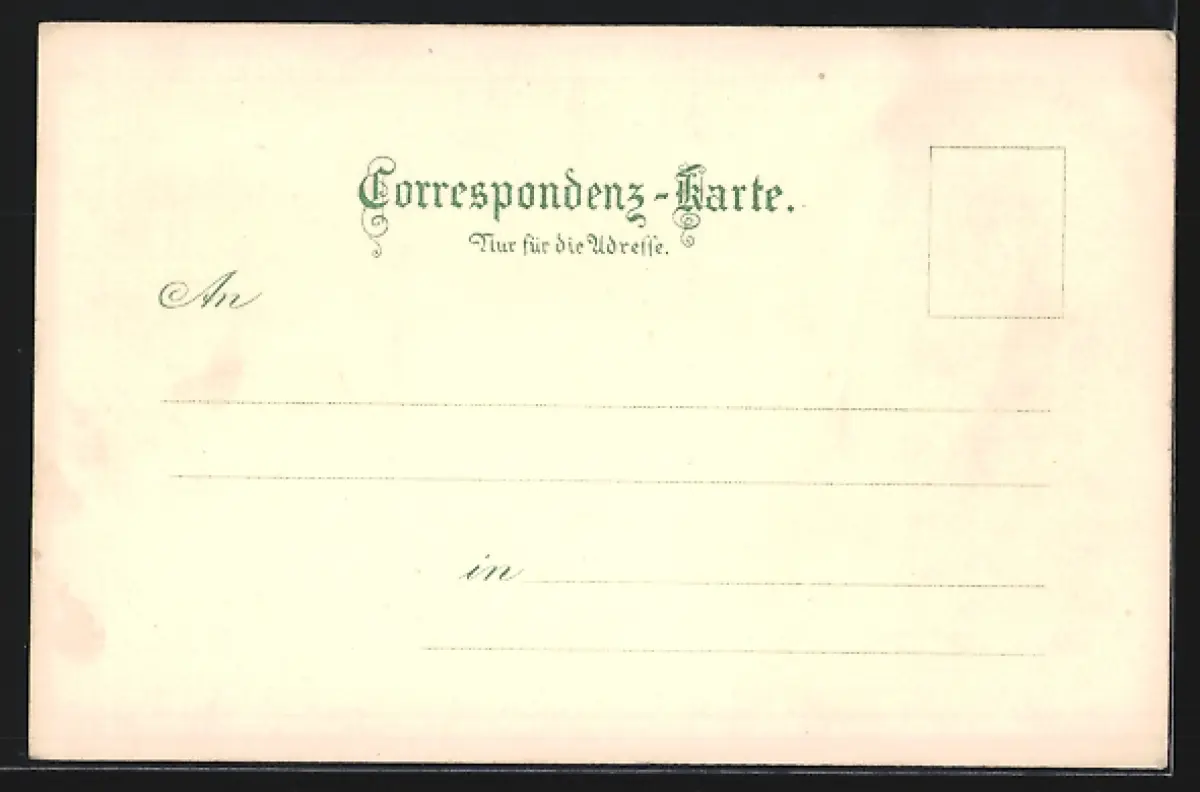 Correspondenz-Karte.
Nur für die Adresse.
An
in